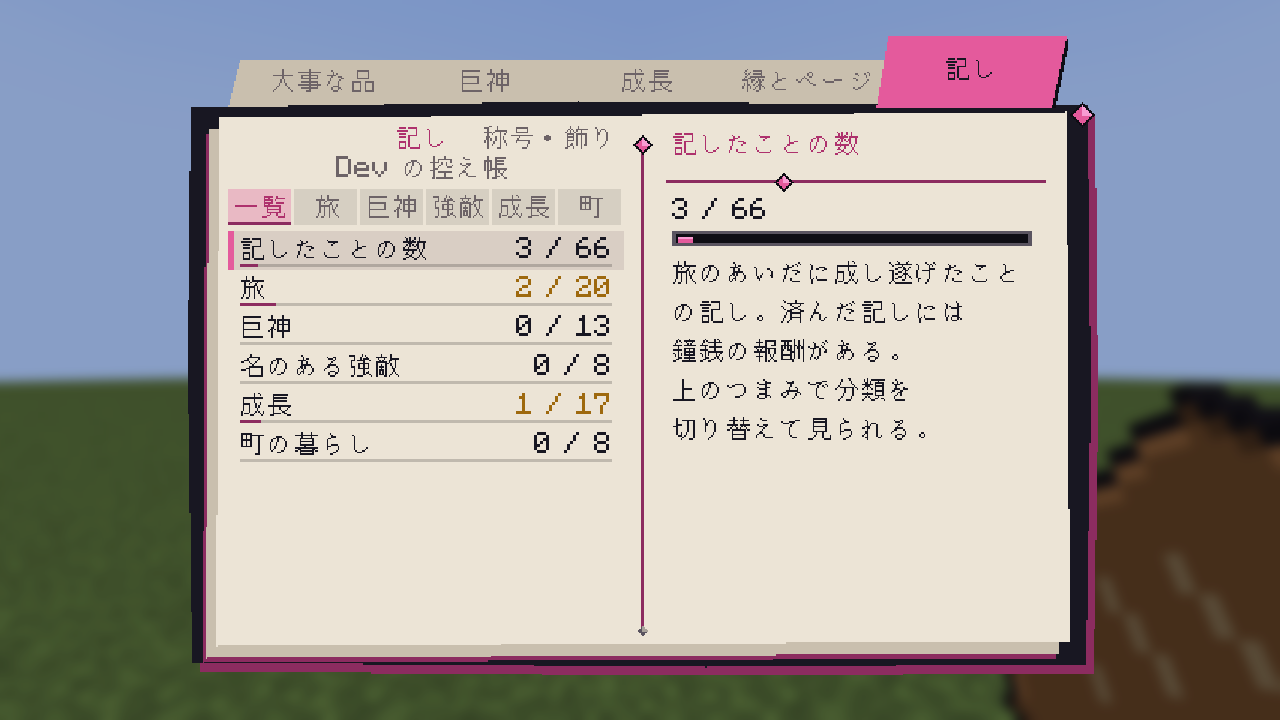 大事な品 巨神 成長 縁とページ 記し
記し 称号・飾り
Dev の控え帳
一覧 旅 巨神 強敵 成長 町
記したことの数 3 / 66
旅 2 / 20
巨神 0 / 13
名のある強敵 0 / 8
成長 1 / 17
町の暮らし 0 / 8
記したことの数
3 / 66
旅のあいだに成し遂げたこと
の記し。済んだ記しには
鐘銭の報酬がある。
上のつまみで分類を
切り替えて見られる。